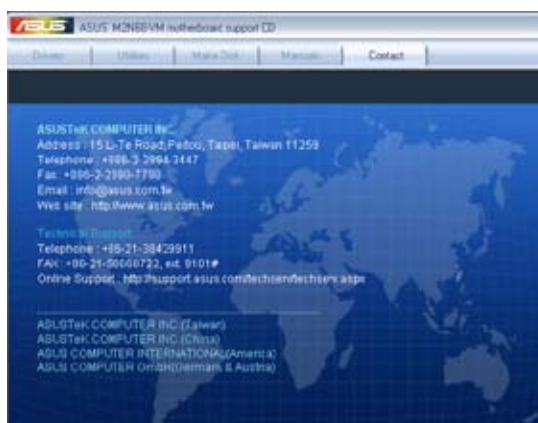 ASUS ASUS M2N68VM motherboard support CD
Drivers Utilities Make Disk Manuals Contact
ASUSTeK COMPUTER INC.
Address : 15 Li-Te Road, Peitou, Taipei, Taiwan 11259
Telephone : +886-2-2894-3447
Fax: +886-2-2890-7798
Email : info@asus.com.tw
Web site : http://www.asus.com.tw
Technical Support:
Telephone : +86-21-38429911
FAX: +86-21-58668722, ext. 9101#
Online Support : http://support.asus.com/techserv/techserv.aspx
ASUSTeK COMPUTER INC.(Taiwan)
ASUSTeK COMPUTER INC.(China)
ASUS COMPUTER INTERNATIONAL(America)
ASUS COMPUTER GmbH(Germany & Austria)